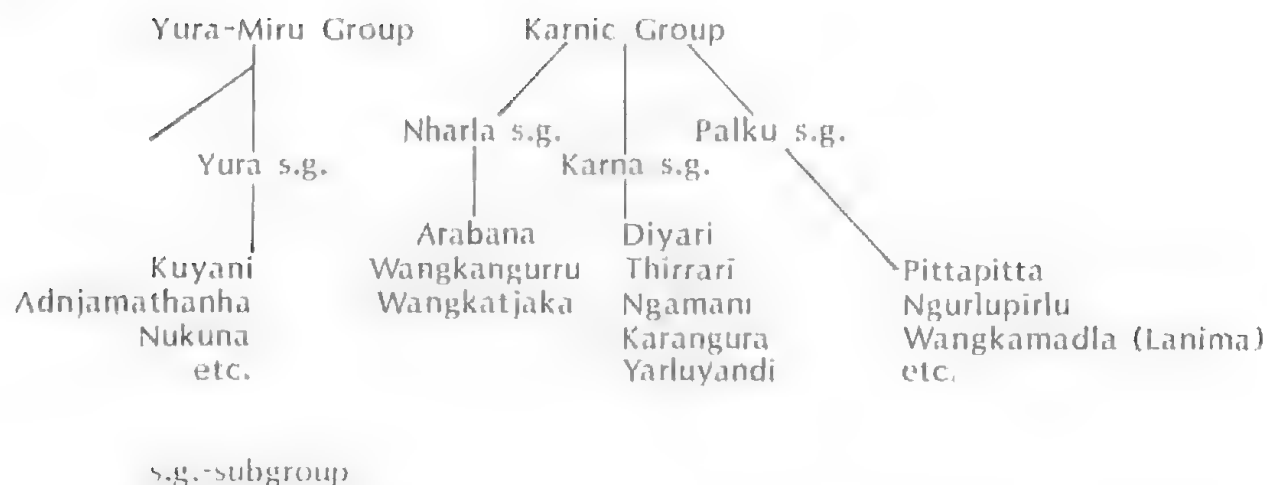 Yura-Miru Group Karnic Group
Nharla s.g. Palku s.g.
Yura s.g. Karna s.g.
Arabana Diyari
Kuyani Wangkangurru Thirrari Pittapitta
Adnjamathanha Wangkatjaka Ngamani Ngurlupirlu
Nukuna Karangura Wangkamadla (Lanima)
etc. Yarluyandi etc.
s.g.-subgroup